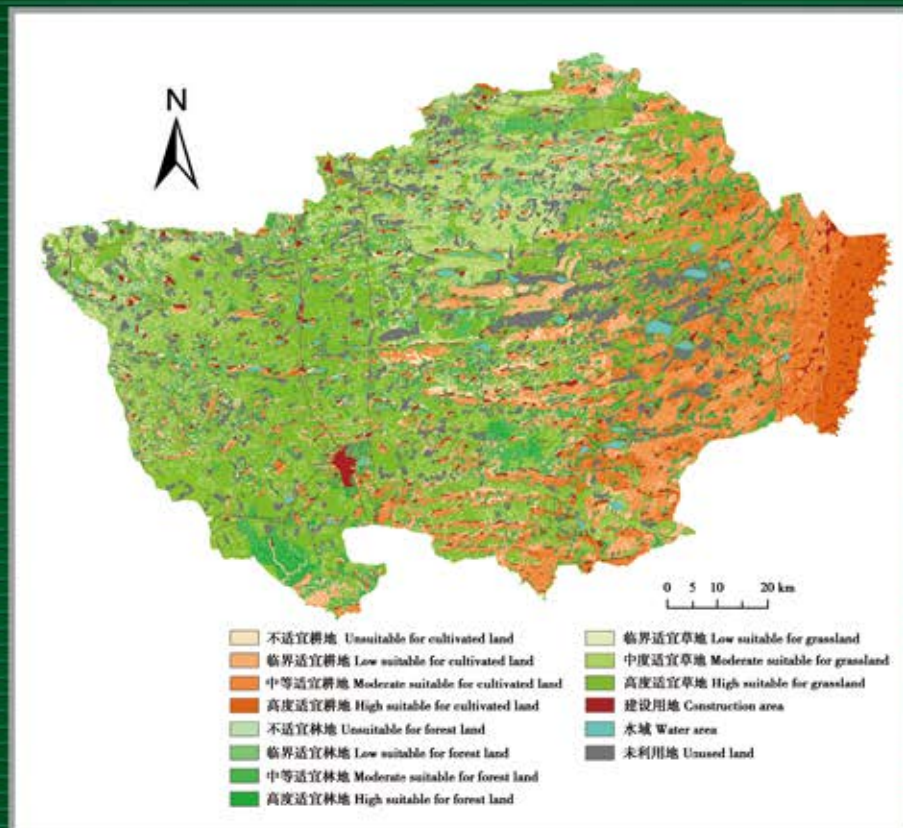 N
0 5 10 20 km
不适宜耕地 Unsuitable for cultivated land
临界适宜耕地 Low suitable for cultivated land
中等适宜耕地 Moderate suitable for cultivated land
高度适宜耕地 High suitable for cultivated land
不适宜林地 Unsuitable for forest land
临界适宜林地 Low suitable for forest land
中等适宜林地 Moderate suitable for forest land
高度适宜林地 High suitable for forest land
临界适宜草地 Low suitable for grassland
中度适宜草地 Moderate suitable for grassland
高度适宜草地 High suitable for grassland
建设用地 Construction area
水域 Water area
未利用地 Unused land